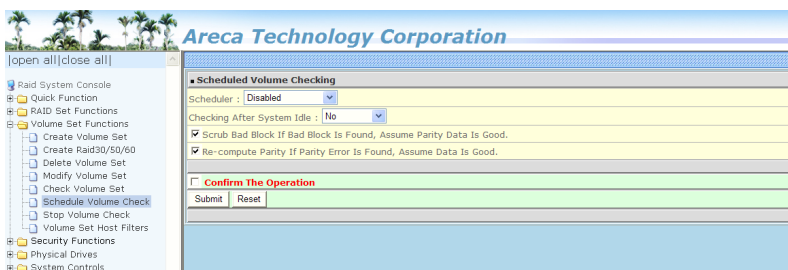 Areca Technology Corporation
|open all|close all|
Raid System Console
Quick Function
RAID Set Functions
Volume Set Functions
Create Volume Set
Create Raid30/50/60
Delete Volume Set
Modify Volume Set
Check Volume Set
Schedule Volume Check
Stop Volume Check
Volume Set Host Filters
Security Functions
Physical Drives
System Controls
Scheduled Volume Checking
Scheduler : Disabled
Checking After System Idle : No
Scrub Bad Block If Bad Block Is Found, Assume Parity Data Is Good.
Re-compute Parity If Parity Error Is Found, Assume Data Is Good.
Confirm The Operation
Submit Reset